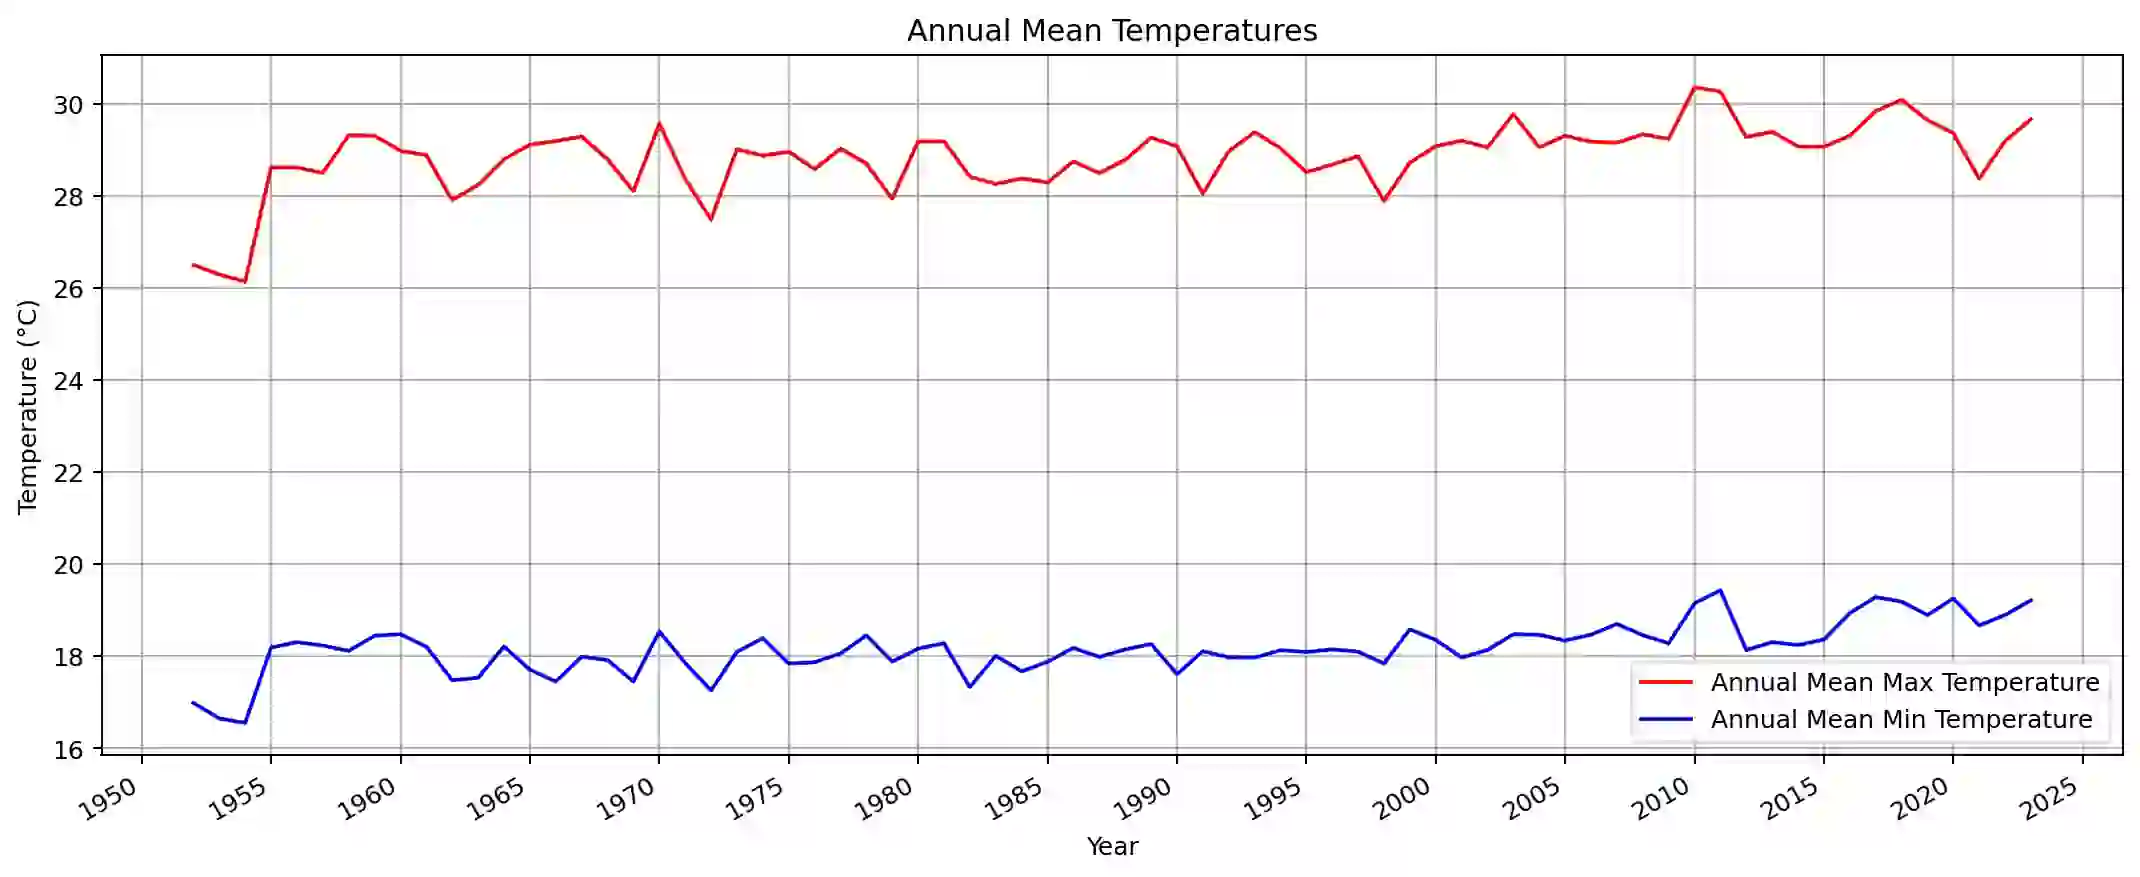 Annual Mean Temperatures
Temperature (°C)
30
28
26
24
22
20
18
16
Annual Mean Max Temperature
Annual Mean Min Temperature
1950 1955 1960 1965 1970 1975 1980 1985 1990 1995 2000 2005 2010 2015 2020 2025
Year